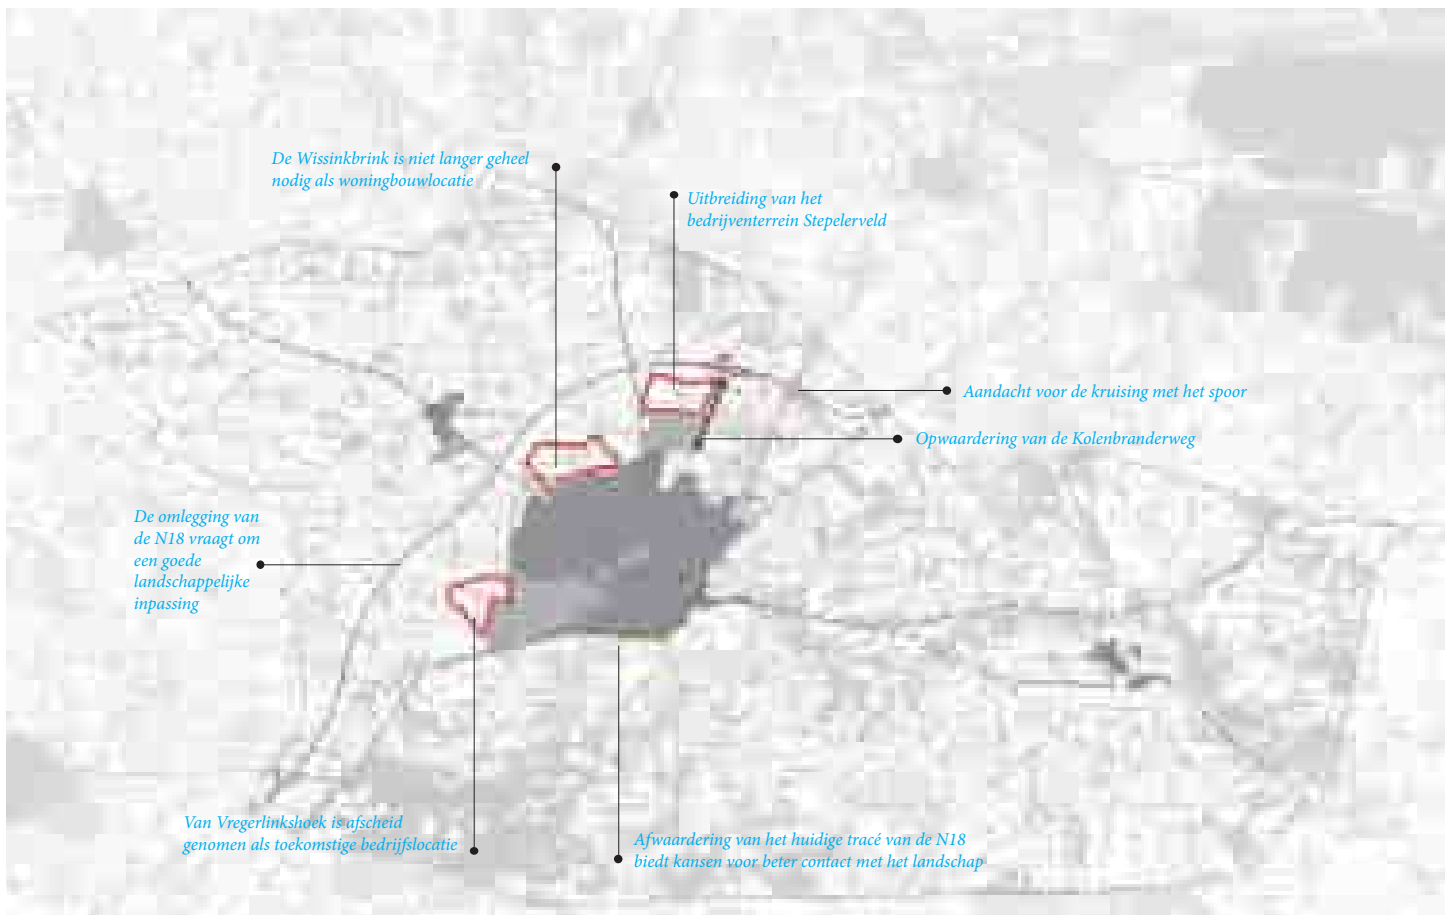 De Wissinkbrink is niet langer geheel
nodig als woningbouwlocatie
Uitbreiding van het
bedrijventerrein Stepelerveld
Aandacht voor de kruising met het spoor
Opwaardering van de Kolenbranderweg
De omlegging van
de N18 vraagt om
een goede
landschappelijke
inpassing
Van Vregerlinkshoek is afscheid
genomen als toekomstige bedrijfslocatie
Afwaardering van het huidige tracé van de N18
biedt kansen voor beter contact met het landschap